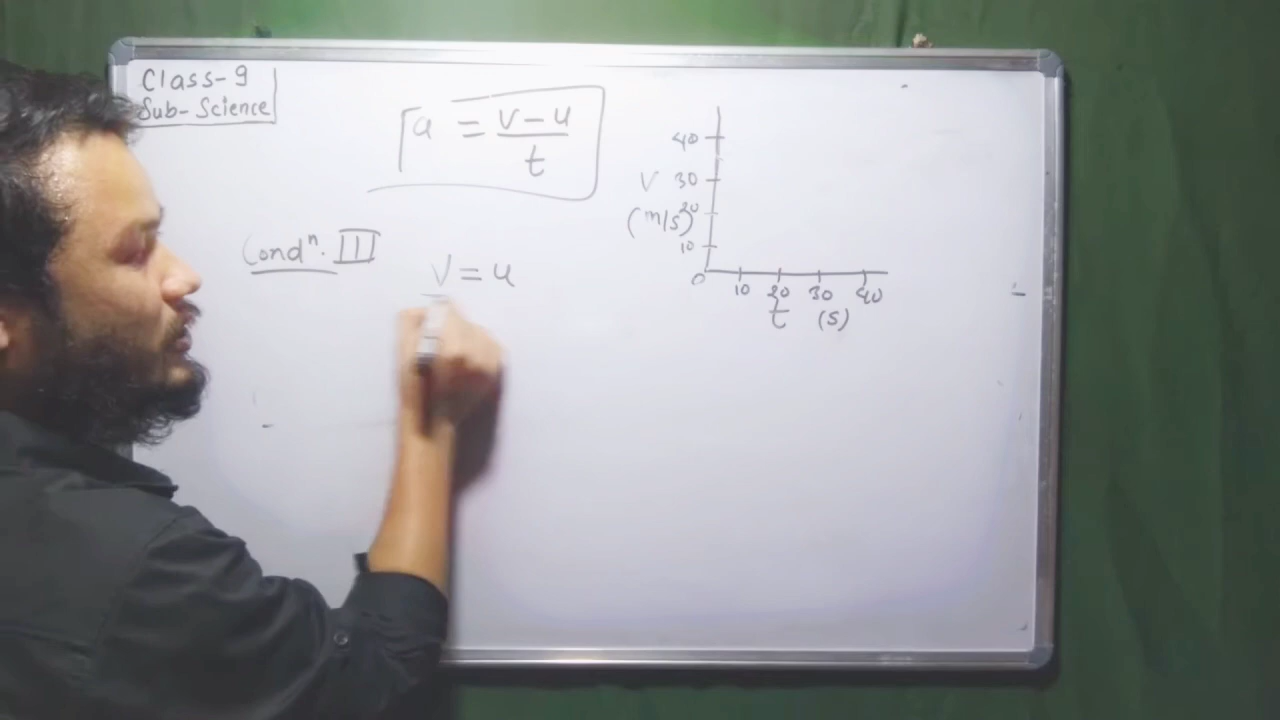 Class-9
Sub-Science
a = v-u
t
Condⁿ. III
V = u
40
V 30
(m/s) 20
10
0 10 20 30 40
t (s)